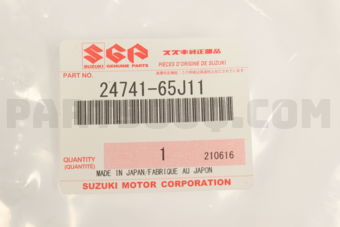 SGP
スズキ純正部品
SUZUKI
GENUINE PARTS
PIÈCES D'ORIGINE DE SUZUKI
PART NO.
24741-65J11
QUANTITY
(QUANTITÉ)
1
210616
MADE IN JAPAN/FABRIQUE AU JAPON
SUZUKI MOTOR CORPORATION